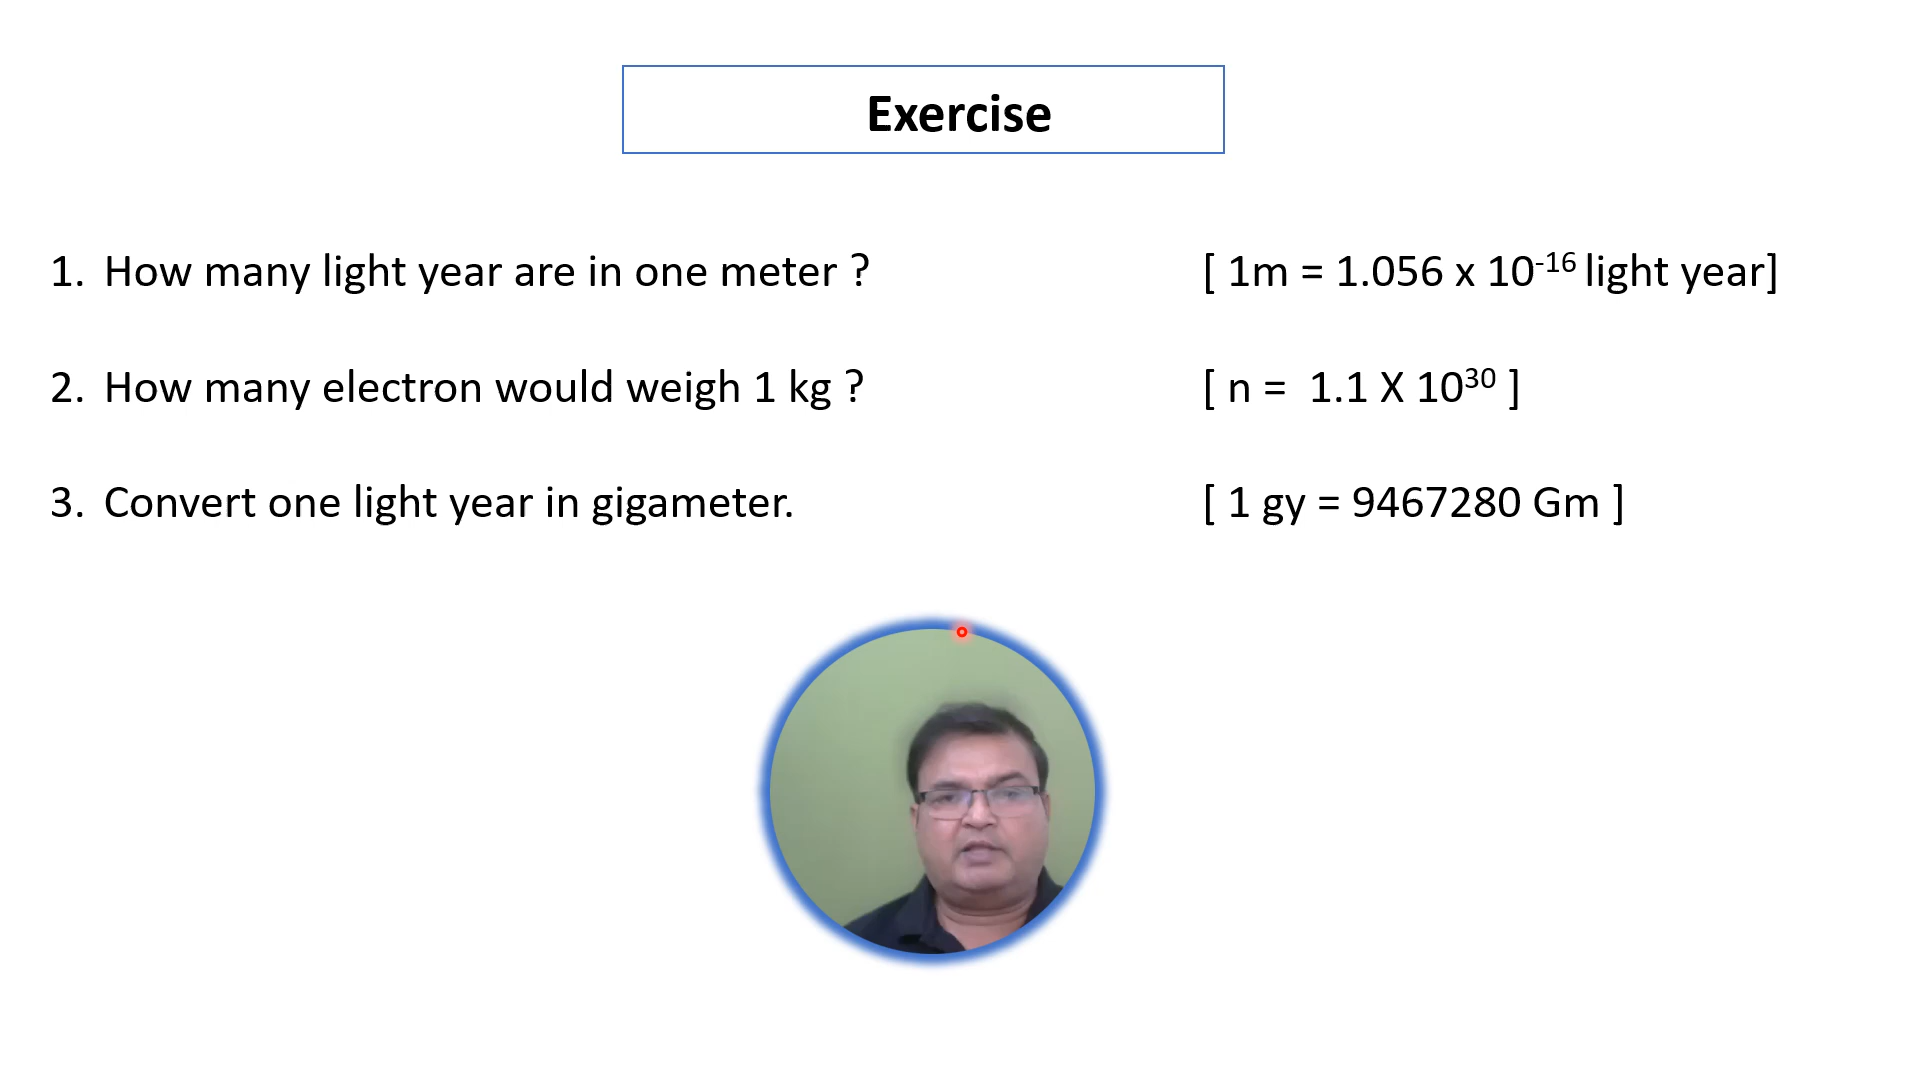 Exercise
1. How many light year are in one meter ? [ 1m = 1.056 x 10⁻¹⁶ light year]
2. How many electron would weigh 1 kg ? [ n = 1.1 X 10³⁰ ]
3. Convert one light year in gigameter. [ 1 gy = 9467280 Gm ]